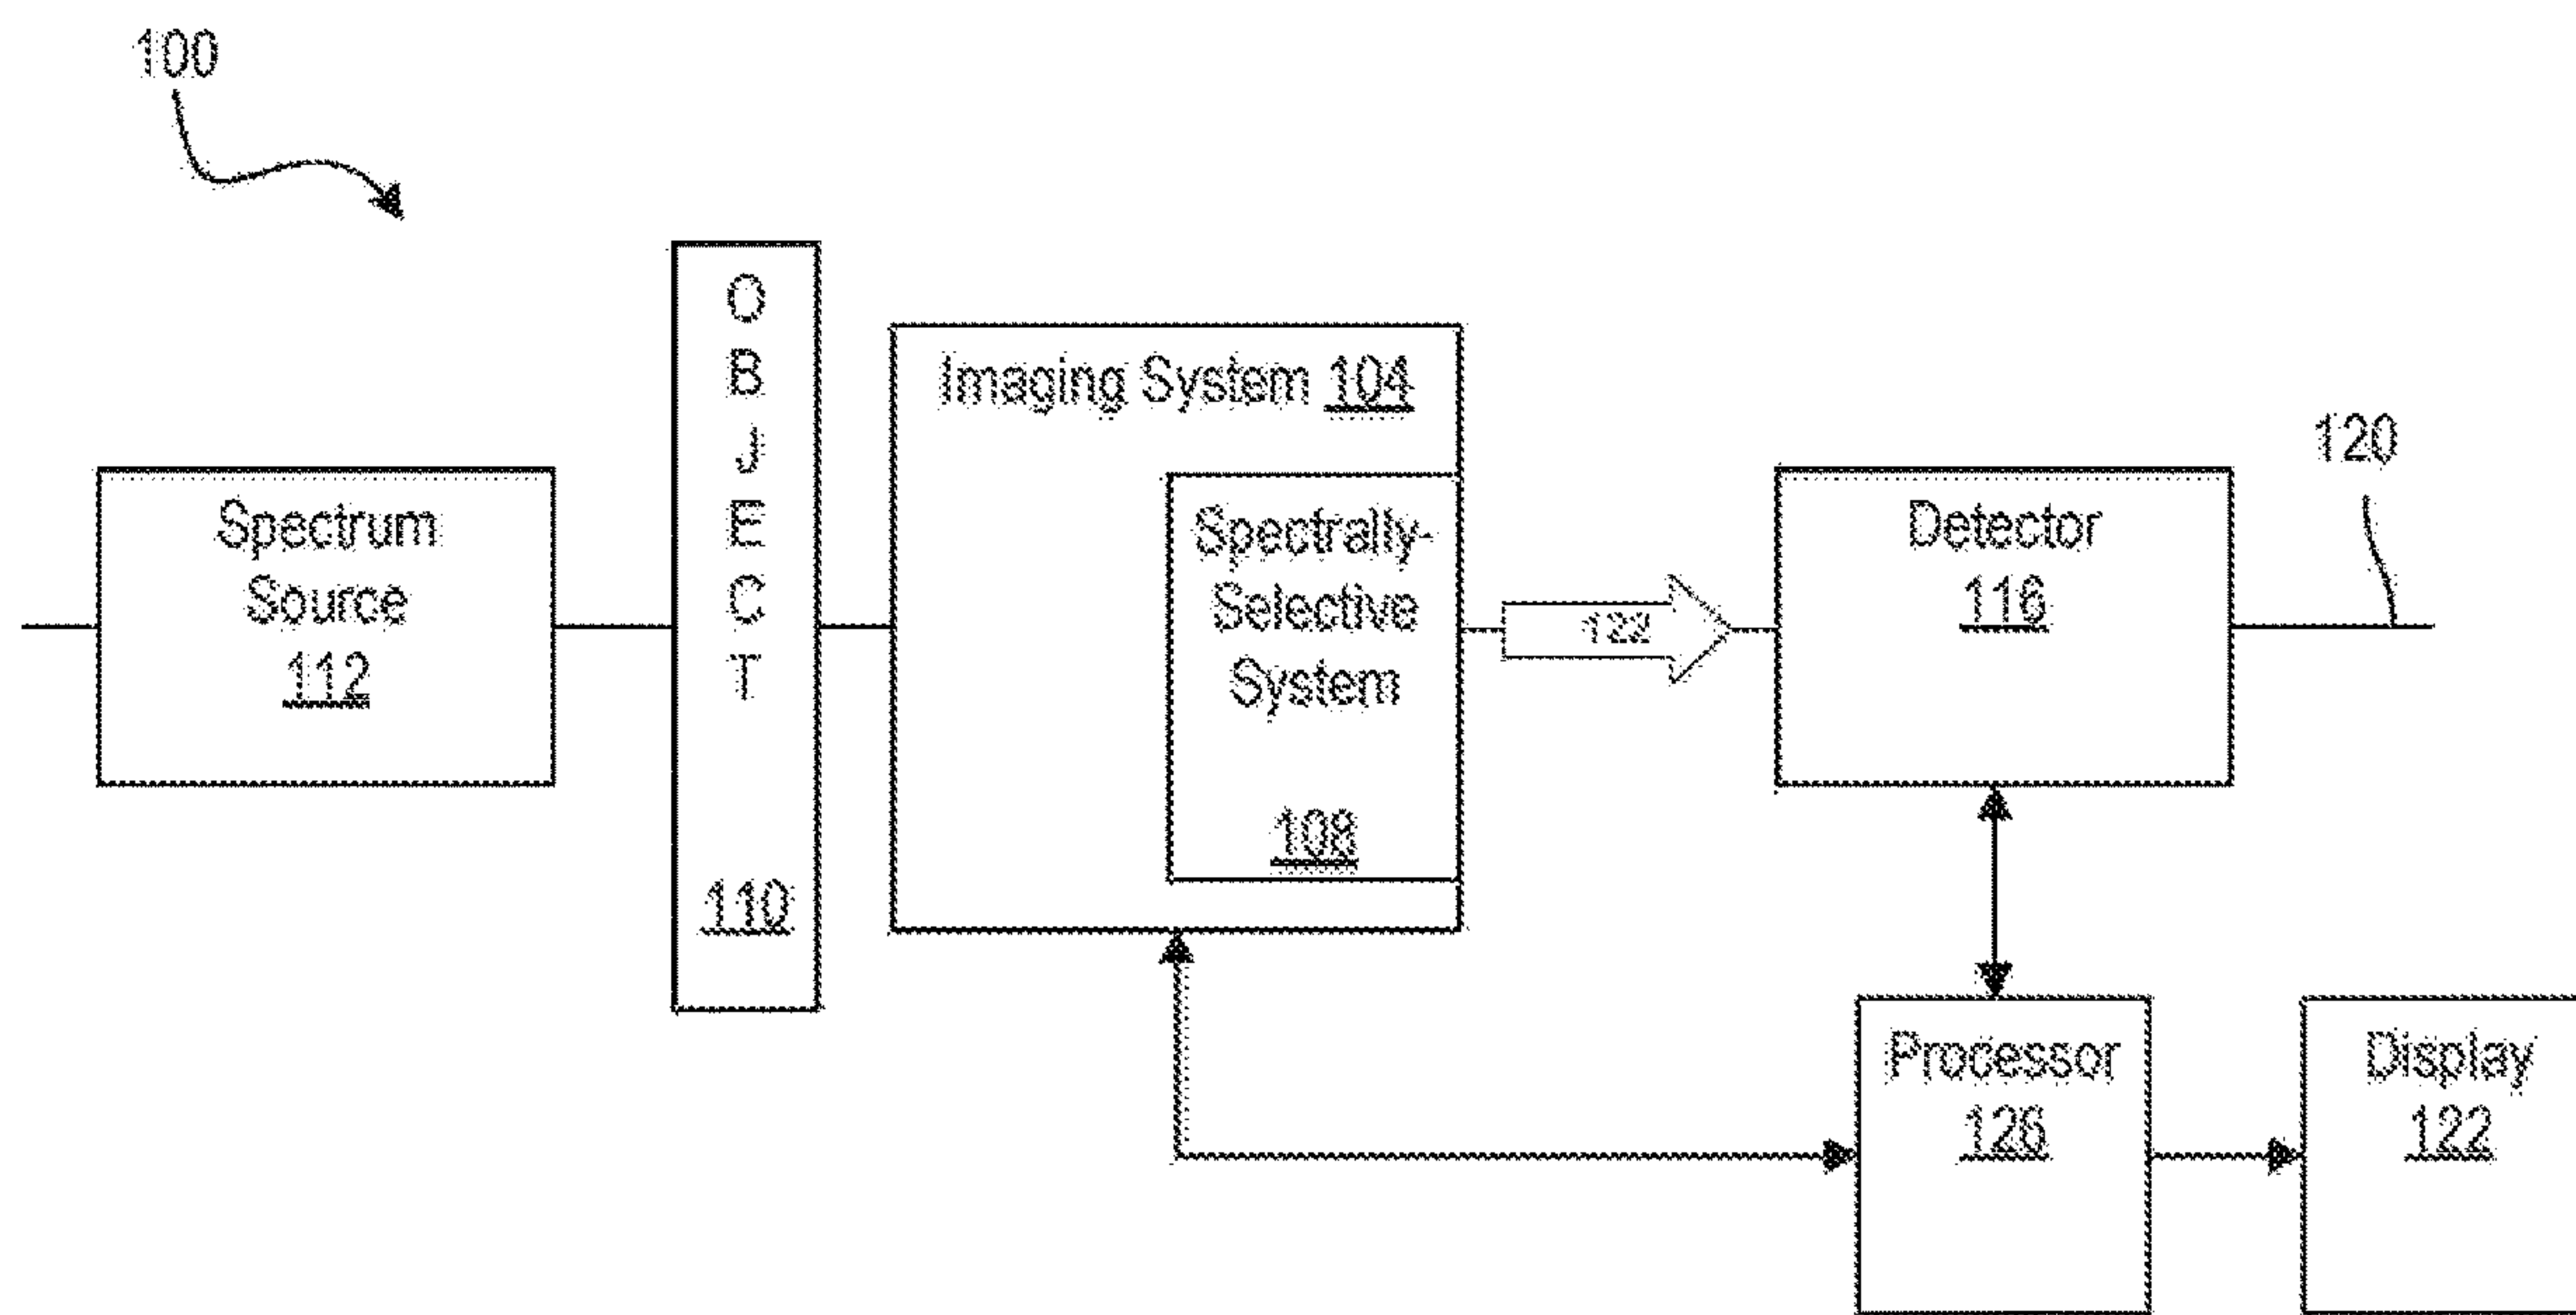 100
Spectrum
Source
112
O
B
J
E
C
T
110
Imaging System 104
Spectrally-
Selective
System
108
122
Detector
116
120
Processor
126
Display
122